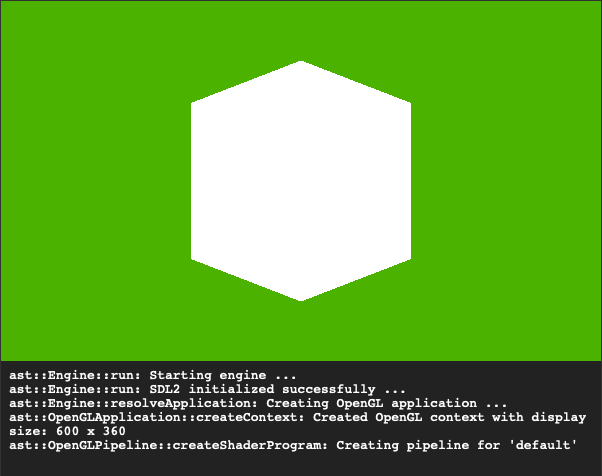 ast::Engine::run: Starting engine ...
ast::Engine::run: SDL2 initialized successfully ...
ast::Engine::resolveApplication: Creating OpenGL application ...
ast::OpenGLApplication::createContext: Created OpenGL context with display
size: 600 x 360
ast::OpenGLPipeline::createShaderProgram: Creating pipeline for 'default'